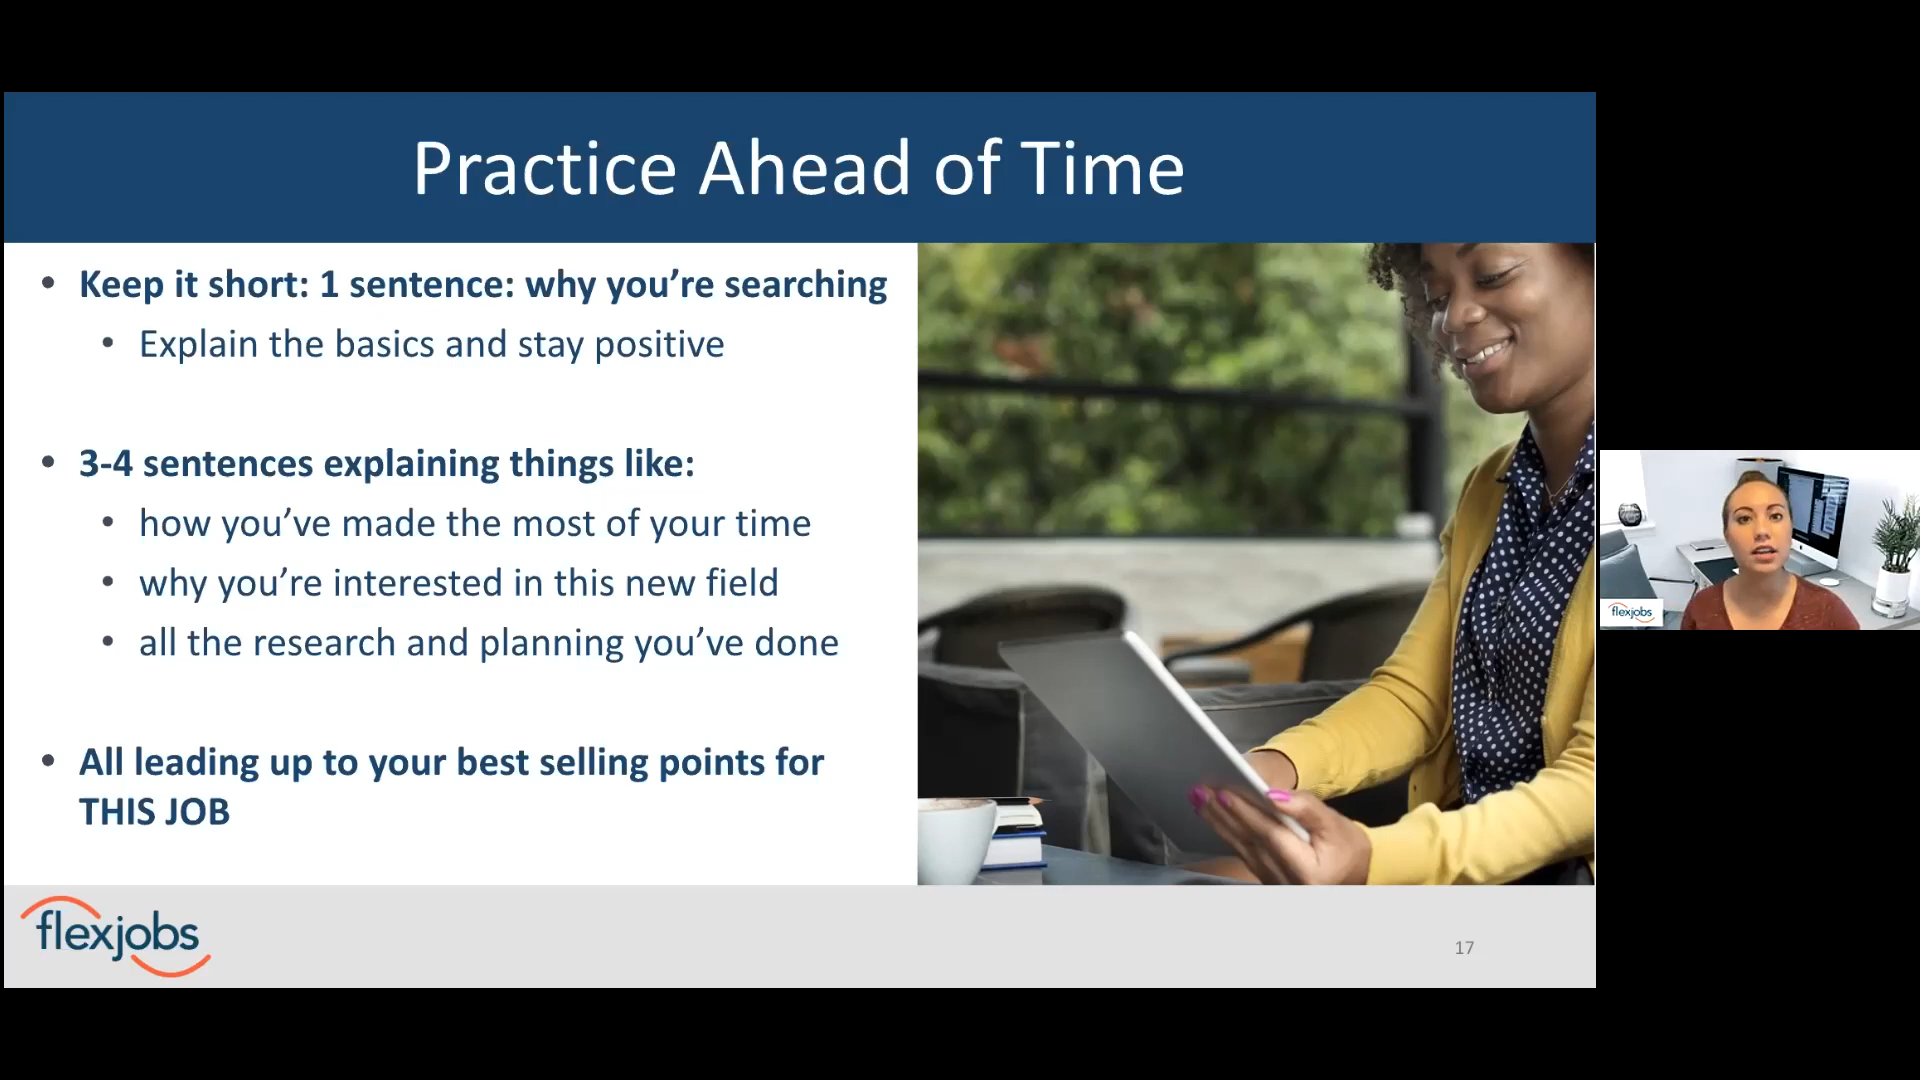 Practice Ahead of Time
• Keep it short: 1 sentence: why you’re searching
• Explain the basics and stay positive
• 3-4 sentences explaining things like:
• how you’ve made the most of your time
• why you’re interested in this new field
• all the research and planning you’ve done
• All leading up to your best selling points for
THIS JOB
flexjobs
17
flexjobs